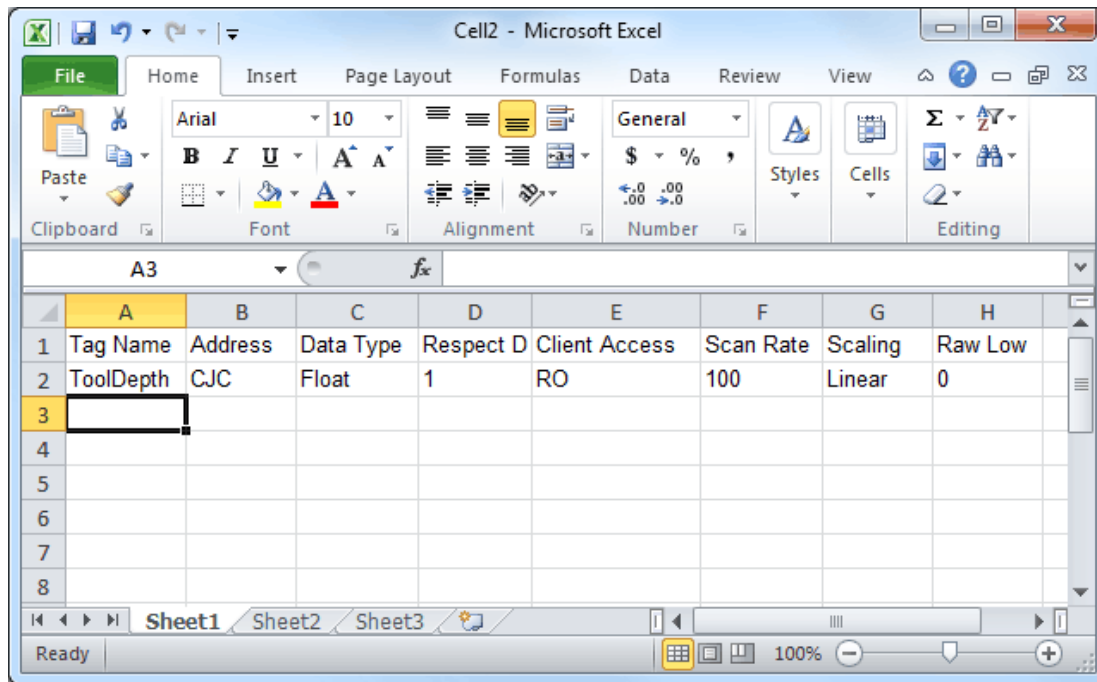 Cell2 - Microsoft Excel
File Home Insert Page Layout Formulas Data Review View
Arial 10 General
B I U A A $ % ,
Paste Styles Cells
Clipboard Font Alignment Number Editing
A3 fx
A B C D E F G H
1 Tag Name Address Data Type Respect D Client Access Scan Rate Scaling Raw Low
2 ToolDepth CJC Float 1 RO 100 Linear 0
3
4
5
6
7
8
Sheet1 Sheet2 Sheet3
Ready 100%